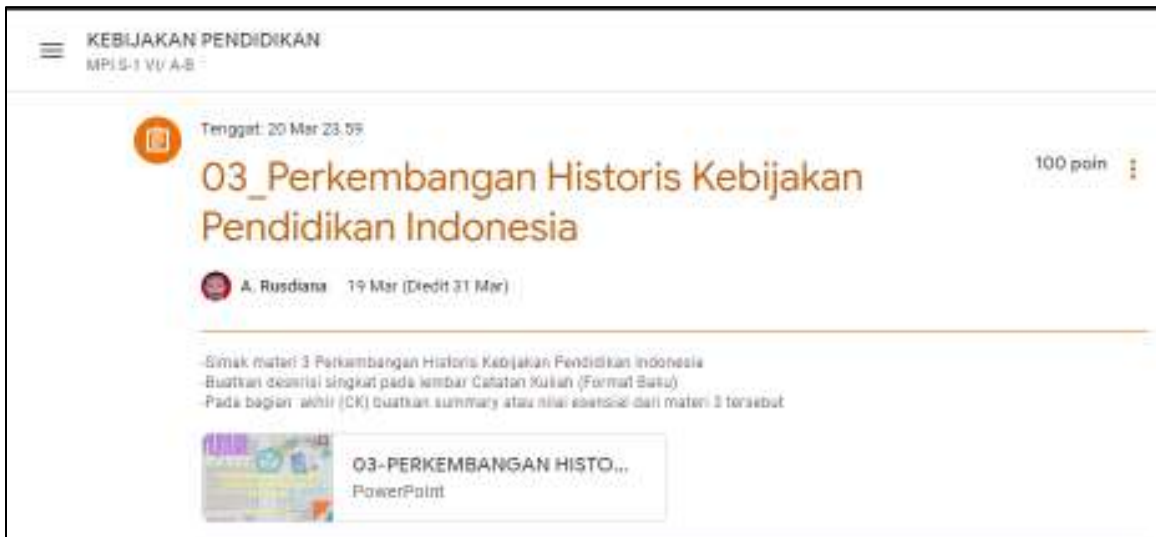 KEBIJAKAN PENDIDIKAN
MPI S-1 VI/ A-B
Tenggat: 20 Mar 23.59
03_Perkembangan Historis Kebijakan
Pendidikan Indonesia
100 poin
A. Rusdiana 19 Mar (Diedit 31 Mar)
-Simak materi 3 Perkembangan Historis Kebijakan Pendidikan Indonesia
-Buatkan singkat pada lembar Catatan Kuliah (Format Baku)
-Pada bagian akhir (CK) buatkan summary atau nilai esensial dari materi 3 tersebut
03-PERKEMBANGAN HISTO...
PowerPoint